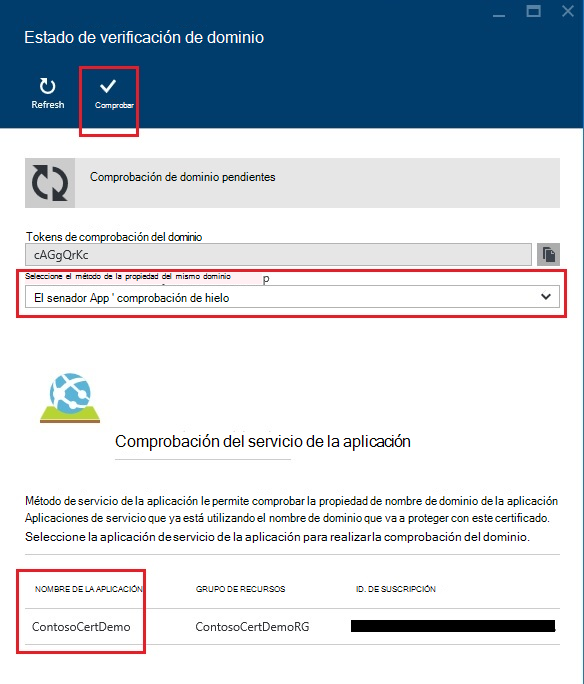 Estado de verificación de dominio
Refresh
Comprobar
Comprobación de dominio pendientes
Tokens de comprobación del dominio
cAGgQrKc
Seleccione el método de la propiedad del mismo dominio p
El senador App ' comprobación de hielo
Comprobación del servicio de la aplicación
Método de servicio de la aplicación le permite comprobar la propiedad de nombre de dominio de la aplicación
Aplicaciones de servicio que ya está utilizando el nombre de dominio que va a proteger con este certificado.
Seleccione la aplicación de servicio de la aplicación para realizar la comprobación del dominio.
NOMBRE DE LA APLICACIÓN GRUPO DE RECURSOS ID. DE SUSCRIPCIÓN
ContosoCertDemo ContosoCertDemoRG